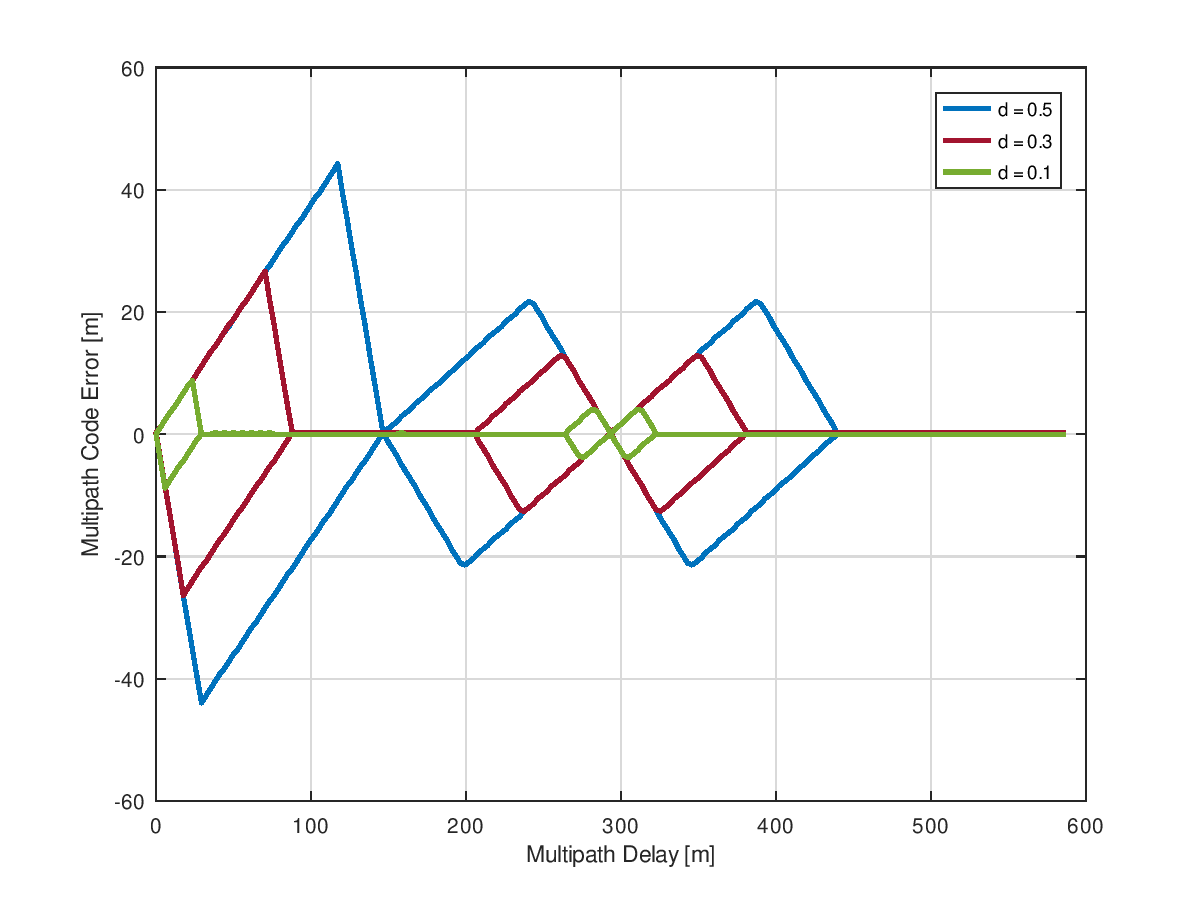 60
40
20
0
-20
-40
-60
Multipath Code Error [m]
d = 0.5
d = 0.3
d = 0.1
0 100 200 300 400 500 600
Multipath Delay [m]